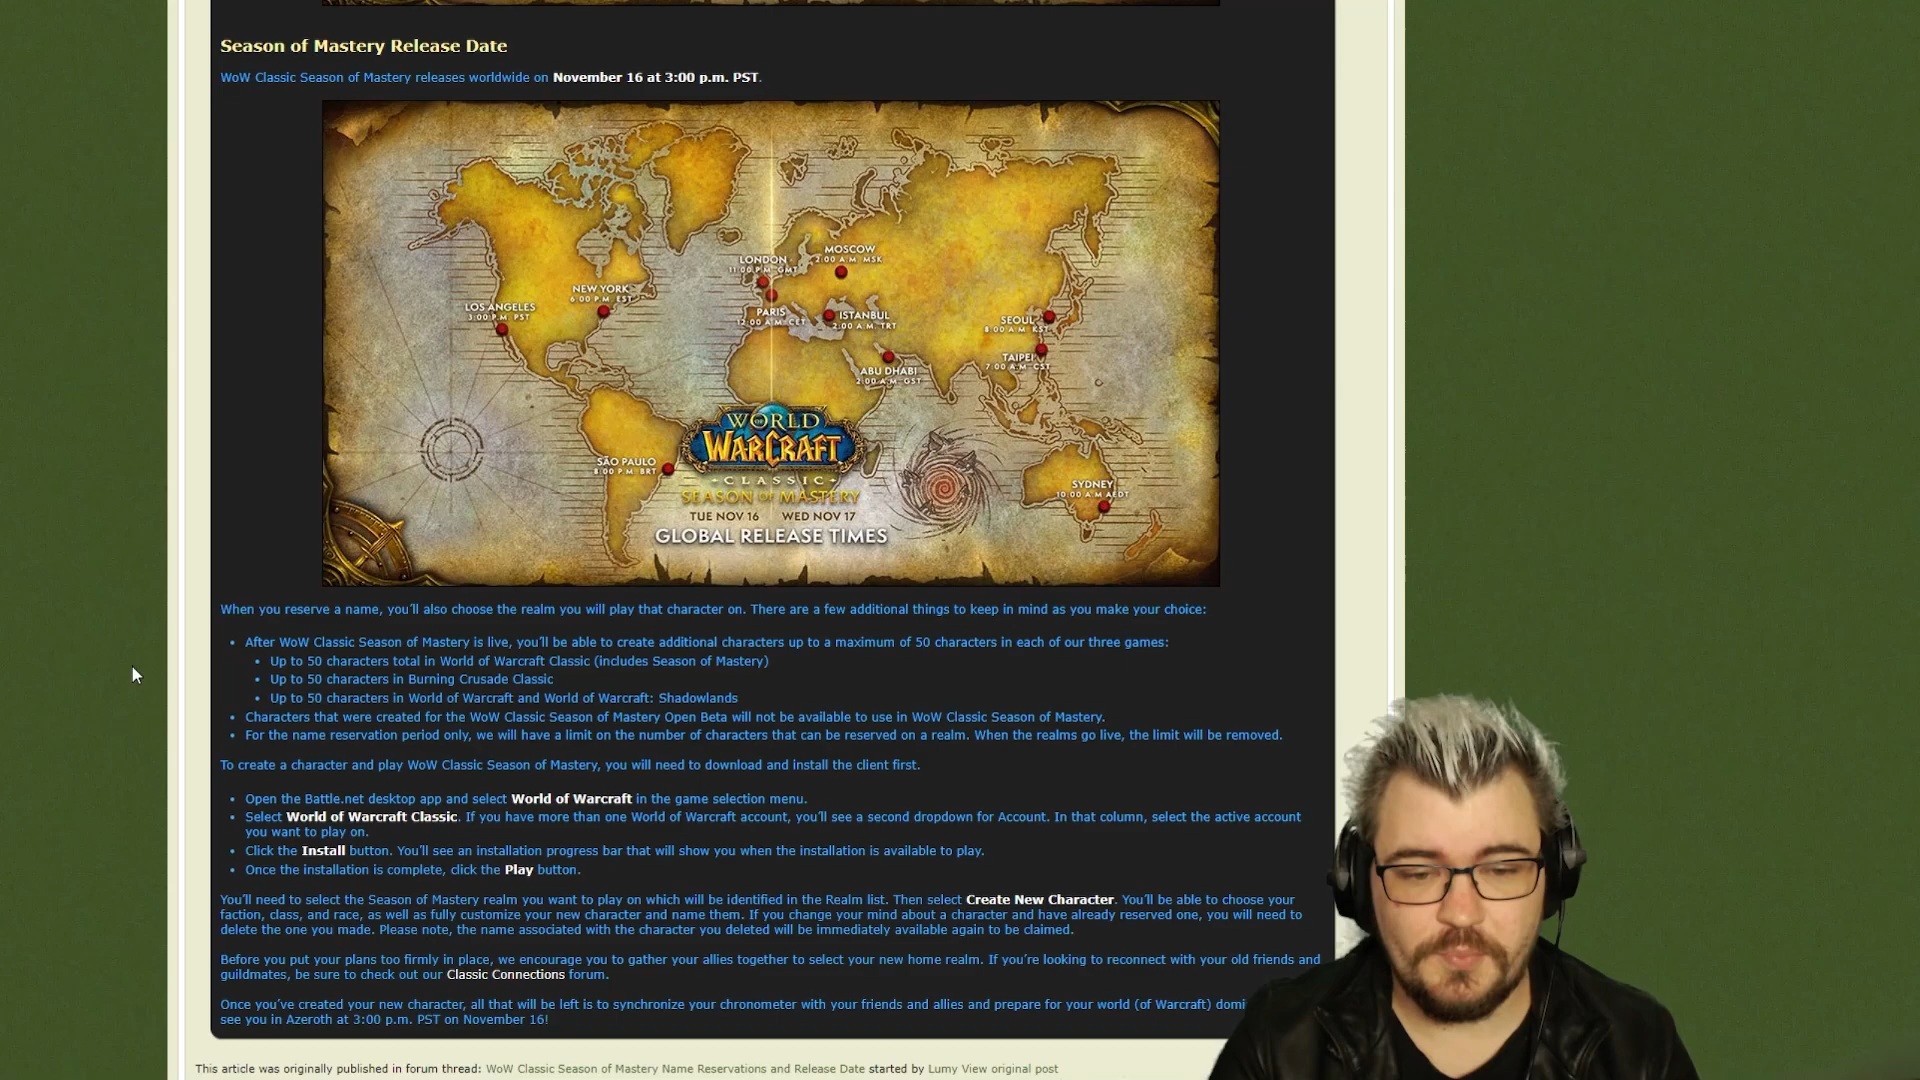 Season of Mastery Release Date
WoW Classic Season of Mastery releases worldwide on November 16 at 3:00 p.m. PST.
MOSCOW
2:00 A.M. MSK
LONDON
11:00 P.M. GMT
NEW YORK
6:00 P.M. EST
LOS ANGELES
3:00 P.M. PST
PARIS
12:00 A.M. CET
ISTANBUL
2:00 A.M. TRT
SEOUL
8:00 A.M. KST
TAIPEI
7:00 A.M. CST
ABU DHABI
2:00 A.M. GST
WORLD
OF
WARCRAFT
CLASSIC
SEASON OF MASTERY
SÃO PAULO
8:00 P.M. BRT
SYDNEY
10:00 A.M AEDT
TUE NOV 16 WED NOV 17
GLOBAL RELEASE TIMES
When you reserve a name, you'll also choose the realm you will play that character on. There are a few additional things to keep in mind as you make your choice:
• After WoW Classic Season of Mastery is live, you'll be able to create additional characters up to a maximum of 50 characters in each of our three games:
• Up to 50 characters total in World of Warcraft Classic (includes Season of Mastery)
• Up to 50 characters in Burning Crusade Classic
• Up to 50 characters in World of Warcraft and World of Warcraft: Shadowlands
• Characters that were created for the WoW Classic Season of Mastery Open Beta will not be available to use in WoW Classic Season of Mastery.
• For the name reservation period only, we will have a limit on the number of characters that can be reserved on a realm. When the realms go live, the limit will be removed.
To create a character and play WoW Classic Season of Mastery, you will need to download and install the client first.
• Open the Battle.net desktop app and select World of Warcraft in the game selection menu.
• Select World of Warcraft Classic. If you have more than one World of Warcraft account, you'll see a second dropdown for Account. In that column, select the active account
you want to play on.
• Click the Install button. You'll see an installation progress bar that will show you when the installation is available to play.
• Once the installation is complete, click the Play button.
You'll need to select the Season of Mastery realm you want to play on which will be identified in the Realm list. Then select Create New Character. You'll be able to choose your
faction, class, and race, as well as fully customize your new character and name them. If you change your mind about a character and have already reserved one, you will need to
delete the one you made. Please note, the name associated with the character you deleted will be immediately available again to be claimed.
Before you put your plans too firmly in place, we encourage you to gather your allies together to select your new home realm. If you're looking to reconnect with your old friends and
guildmates, be sure to check out our Classic Connections forum.
Once you've created your new character, all that will be left is to synchronize your chronometer with your friends and allies and prepare for your world (of Warcraft) domi
see you in Azeroth at 3:00 p.m. PST on November 16!
This article was originally published in forum thread: WoW Classic Season of Mastery Name Reservations and Release Date started by Lumy View original post